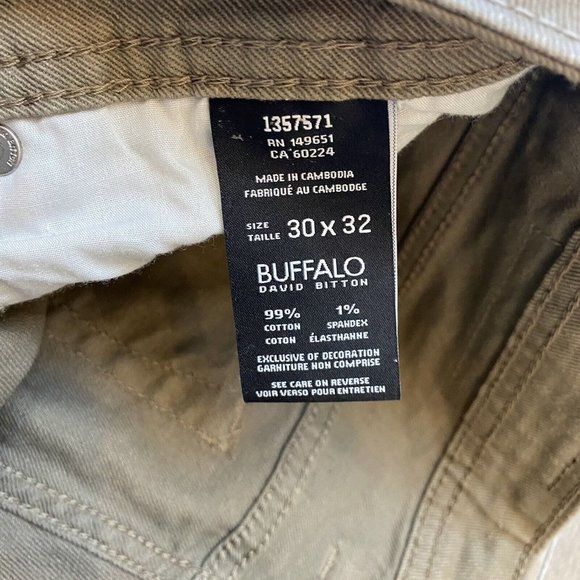 1357571
RN 149651
CA 60224
MADE IN CAMBODIA
FABRIQUÉ AU CAMBODGE
SIZE
TAILLE 30 x 32
BUFFALO
DAVID BITTON
99% 1%
COTTON SPANDEX
COTON ÉLASTHANNE
EXCLUSIVE OF DECORATION
GARNITURE NON COMPRISE
SEE CARE ON REVERSE
VOIR VERSO POUR ENTRETIEN